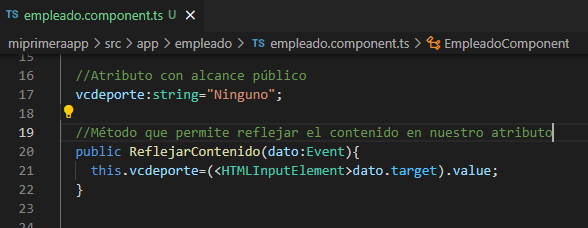 TS empleado.component.ts U ×
miprimeraapp > src > app > empleado > TS empleado.component.ts > EmpleadoComponent
15
16 //Atributo con alcance público
17 vcdeporte:string="Ninguno";
18
19 //Método que permite reflejar el contenido en nuestro atributo
20 public ReflejarContenido(dato:Event){
21 this.vcdeporte=(<HTMLInputElement>dato.target).value;
22 }
23
24